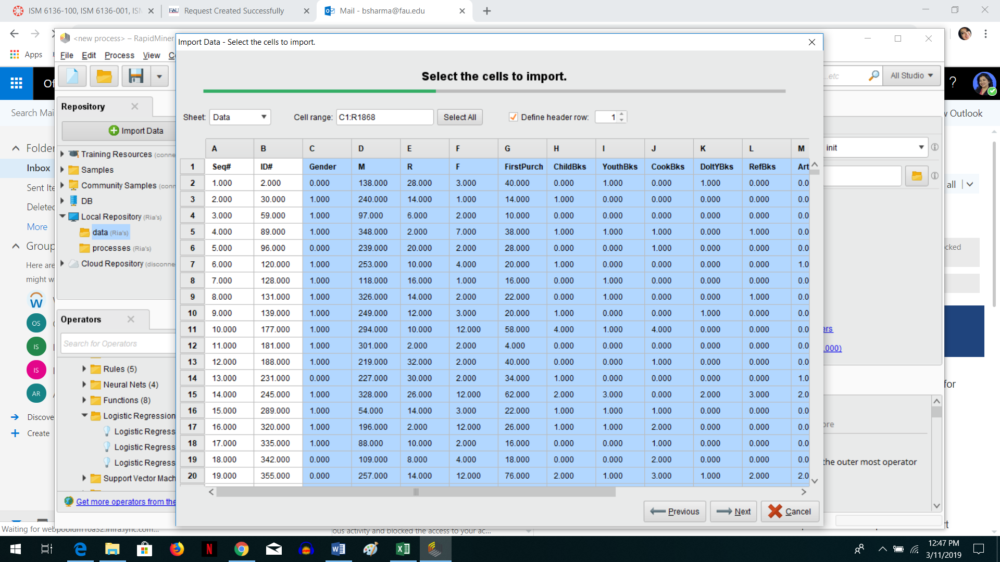 ISM 6136-100, ISM 6136-001, ISM
Request Created Successfully
Mail - bsharma@fau.edu
<new process> – RapidMiner
Import Data - Select the cells to import.
Apps
File Edit Process View
Select the cells to import.
...etc
All Studio
Search Mai
Outlook
Repository
Import Data
Sheet: Data Cell range: C1:R1868 Select All Define header row: 1
Folder
Inbox
Sent Ite
Deleted
More
Group
Here are
might w
Training Resources (conne
Samples
Community Samples (conn
DB
Local Repository (Ria's)
data (Ria's)
processes (Ria's)
Cloud Repository (disconne
A B C D E F G H I J K L M
1 Seq# ID# Gender M R F FirstPurch ChildBks YouthBks CookBks DoItYBks RefBks Art
2 1.000 2.000 0.000 138.000 28.000 3.000 40.000 0.000 1.000 0.000 1.000 0.000 0.0
3 2.000 30.000 1.000 240.000 14.000 1.000 14.000 1.000 0.000 0.000 0.000 0.000 0.0
4 3.000 59.000 1.000 97.000 6.000 2.000 10.000 0.000 0.000 0.000 0.000 0.000 0.0
5 4.000 89.000 1.000 348.000 2.000 7.000 38.000 1.000 1.000 1.000 0.000 1.000 0.0
6 5.000 96.000 0.000 239.000 20.000 2.000 28.000 0.000 0.000 1.000 0.000 0.000 0.0
7 6.000 120.000 1.000 253.000 10.000 4.000 20.000 1.000 0.000 0.000 0.000 0.000 1.0
8 7.000 128.000 1.000 118.000 16.000 1.000 16.000 0.000 1.000 0.000 0.000 0.000 0.0
9 8.000 131.000 1.000 326.000 14.000 2.000 22.000 0.000 1.000 0.000 0.000 1.000 0.0
10 9.000 139.000 1.000 249.000 12.000 3.000 20.000 1.000 0.000 0.000 1.000 0.000 0.0
11 10.000 177.000 1.000 294.000 10.000 12.000 58.000 4.000 1.000 4.000 0.000 0.000 0.0
12 11.000 181.000 1.000 301.000 2.000 2.000 4.000 0.000 0.000 0.000 0.000 0.000 0.0
13 12.000 188.000 1.000 219.000 32.000 2.000 40.000 0.000 0.000 1.000 0.000 0.000 0.0
14 13.000 231.000 0.000 227.000 30.000 2.000 34.000 1.000 0.000 0.000 0.000 0.000 1.0
15 14.000 245.000 1.000 328.000 26.000 12.000 62.000 2.000 3.000 0.000 2.000 3.000 2.0
16 15.000 289.000 1.000 54.000 14.000 3.000 22.000 1.000 1.000 1.000 0.000 0.000 0.0
17 16.000 320.000 1.000 196.000 2.000 12.000 26.000 1.000 1.000 2.000 0.000 0.000 0.0
18 17.000 335.000 1.000 88.000 10.000 2.000 16.000 0.000 0.000 1.000 0.000 0.000 0.0
19 18.000 342.000 0.000 109.000 8.000 4.000 18.000 0.000 0.000 2.000 0.000 0.000 0.0
20 19.000 355.000 0.000 257.000 14.000 12.000 76.000 2.000 1.000 3.000 1.000 2.000 2.0
init
all
cked
ers
.000)
for
ore
the outer most operator
OS
IS
IS
AR
Discove
Create
Operators
Search for Operators
Rules (5)
Neural Nets (4)
Functions (8)
Logistic Regression
Logistic Regress
Logistic Regress
Logistic Regress
Support Vector Mach
Get more operators from the
Previous Next Cancel
ous activity and blocked the access to your ac...
12:47 PM
3/11/2019